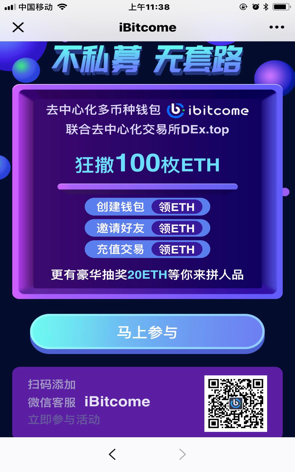 中国移动 上午11:38
iBitcome
不私募 无套路
去中心化多币种钱包 ibitcome
联合去中心化交易所DEx.top
狂撒100枚ETH
创建钱包 领ETH
邀请好友 领ETH
充值交易 领ETH
更有豪华抽奖20ETH等你来拼人品
马上参与
扫码添加
微信客服 iBitcome
立即参与活动